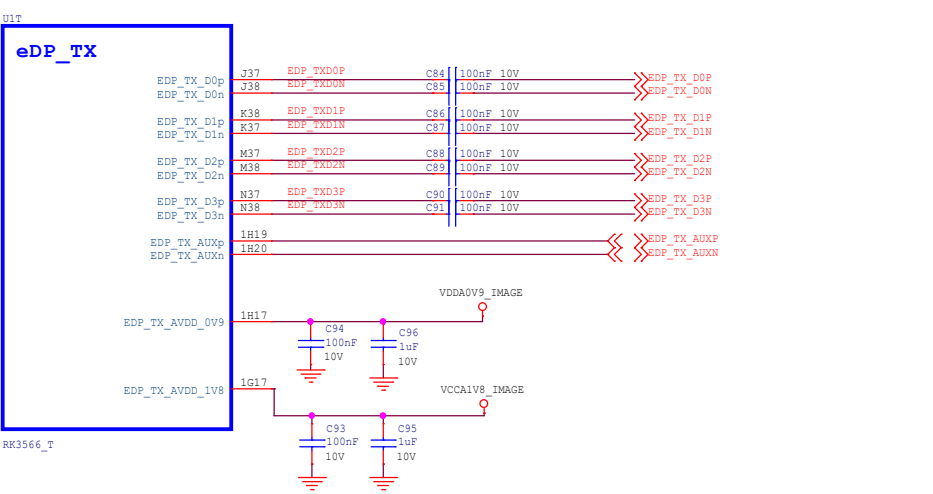 U1T
eDP_TX
EDP_TX_D0p J37 EDP_TXD0P C84 100nF 10V EDP_TX_D0P
EDP_TX_D0n J38 EDP_TXD0N C85 100nF 10V EDP_TX_D0N
EDP_TX_D1p K38 EDP_TXD1P C86 100nF 10V EDP_TX_D1P
EDP_TX_D1n K37 EDP_TXD1N C87 100nF 10V EDP_TX_D1N
EDP_TX_D2p M37 EDP_TXD2P C88 100nF 10V EDP_TX_D2P
EDP_TX_D2n M38 EDP_TXD2N C89 100nF 10V EDP_TX_D2N
EDP_TX_D3p N37 EDP_TXD3P C90 100nF 10V EDP_TX_D3P
EDP_TX_D3n N38 EDP_TXD3N C91 100nF 10V EDP_TX_D3N
EDP_TX_AUXp 1H19 EDP_TX_AUXP
EDP_TX_AUXn 1H20 EDP_TX_AUXN
VDDA0V9_IMAGE
EDP_TX_AVDD_0V9 1H17
C94 C96
100nF 1uF
10V 10V
EDP_TX_AVDD_1V8 1G17 VCCA1V8_IMAGE
C93 C95
100nF 1uF
10V 10V
RK3566_T